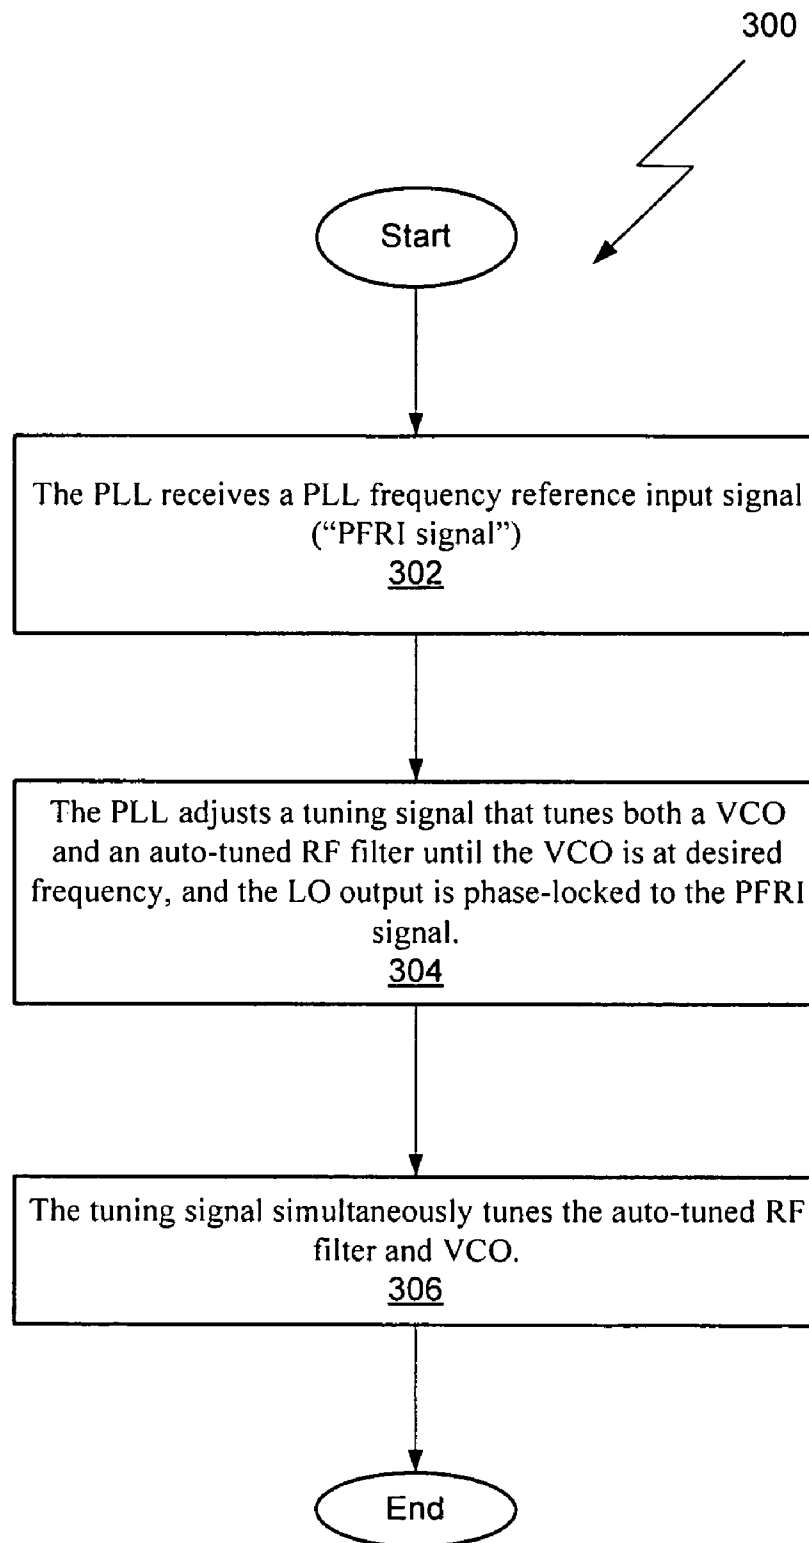 300
Start
The PLL receives a PLL frequency reference input signal
(“PFRI signal”)
302
The PLL adjusts a tuning signal that tunes both a VCO
and an auto-tuned RF filter until the VCO is at desired
frequency, and the LO output is phase-locked to the PFRI
signal.
304
The tuning signal simultaneously tunes the auto-tuned RF
filter and VCO.
306
End